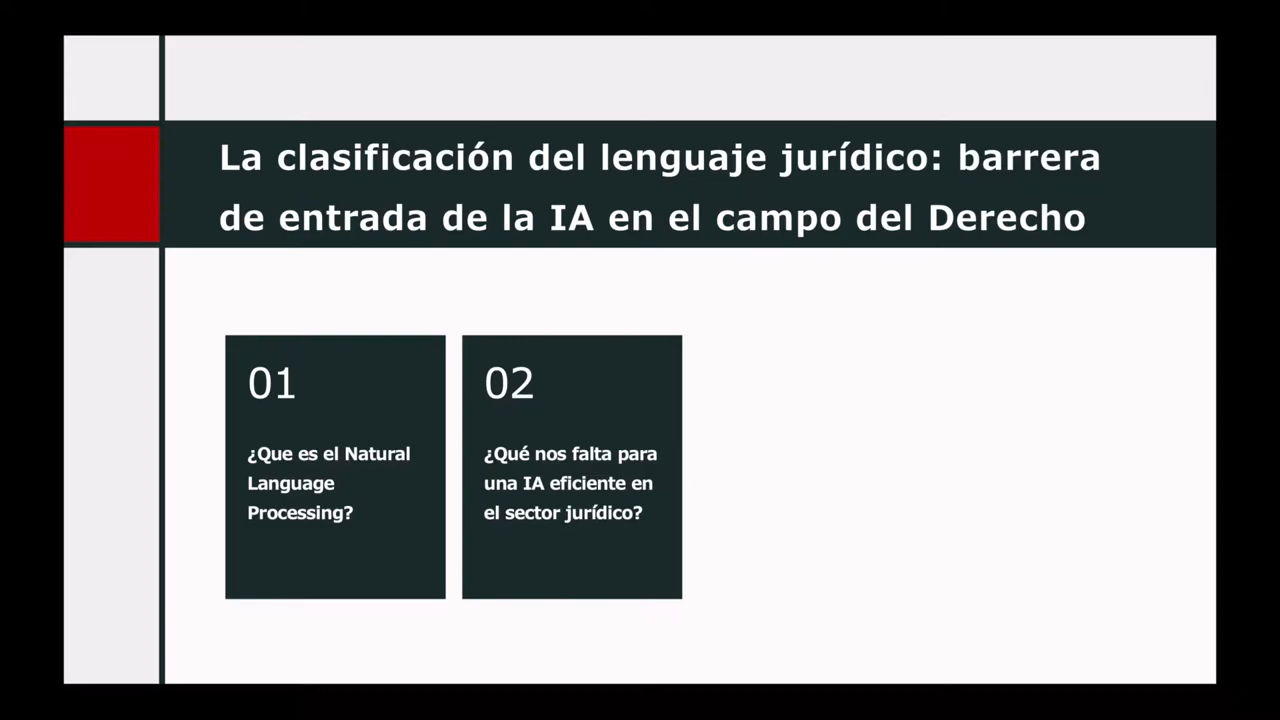 La clasificación del lenguaje jurídico: barrera
de entrada de la IA en el campo del Derecho
01
¿Que es el Natural
Language
Processing?
02
¿Qué nos falta para
una IA eficiente en
el sector jurídico?